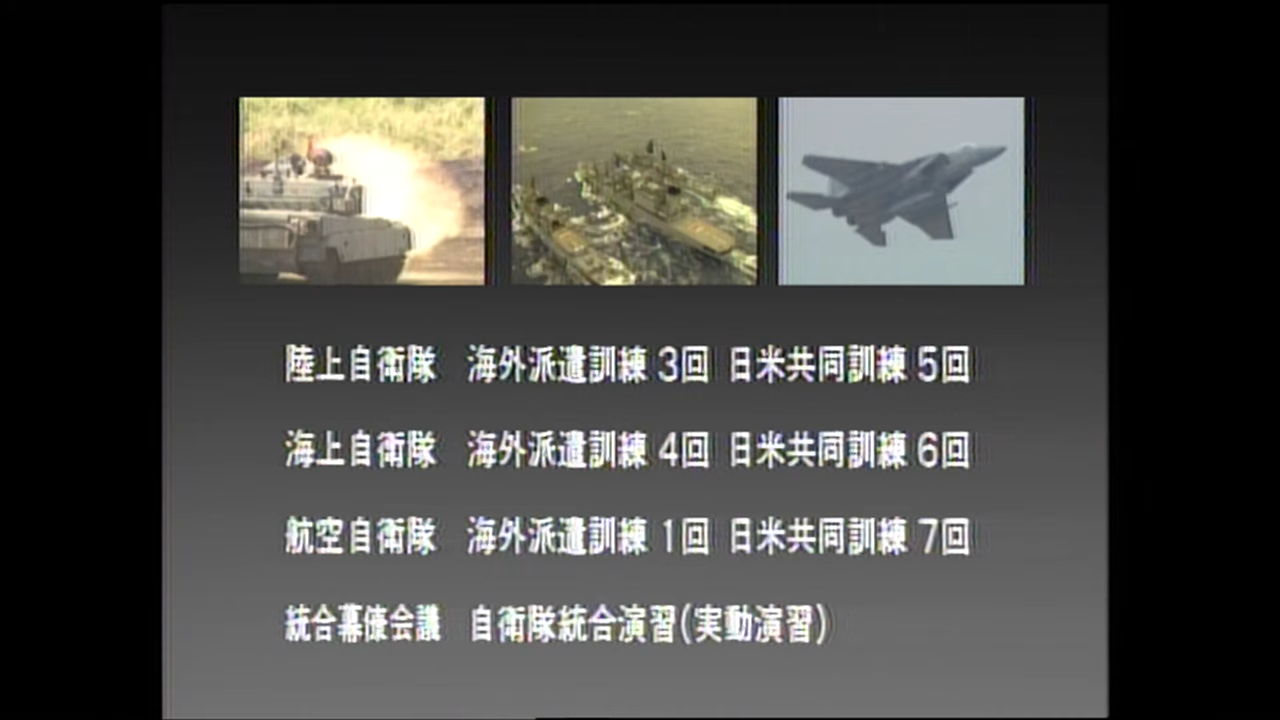 陸上自衛隊 海外派遣訓練 3回 日米共同訓練 5回
海上自衛隊 海外派遣訓練 4回 日米共同訓練 6回
航空自衛隊 海外派遣訓練 1回 日米共同訓練 7回
統合幕僚会議 自衛隊統合演習(実動演習)